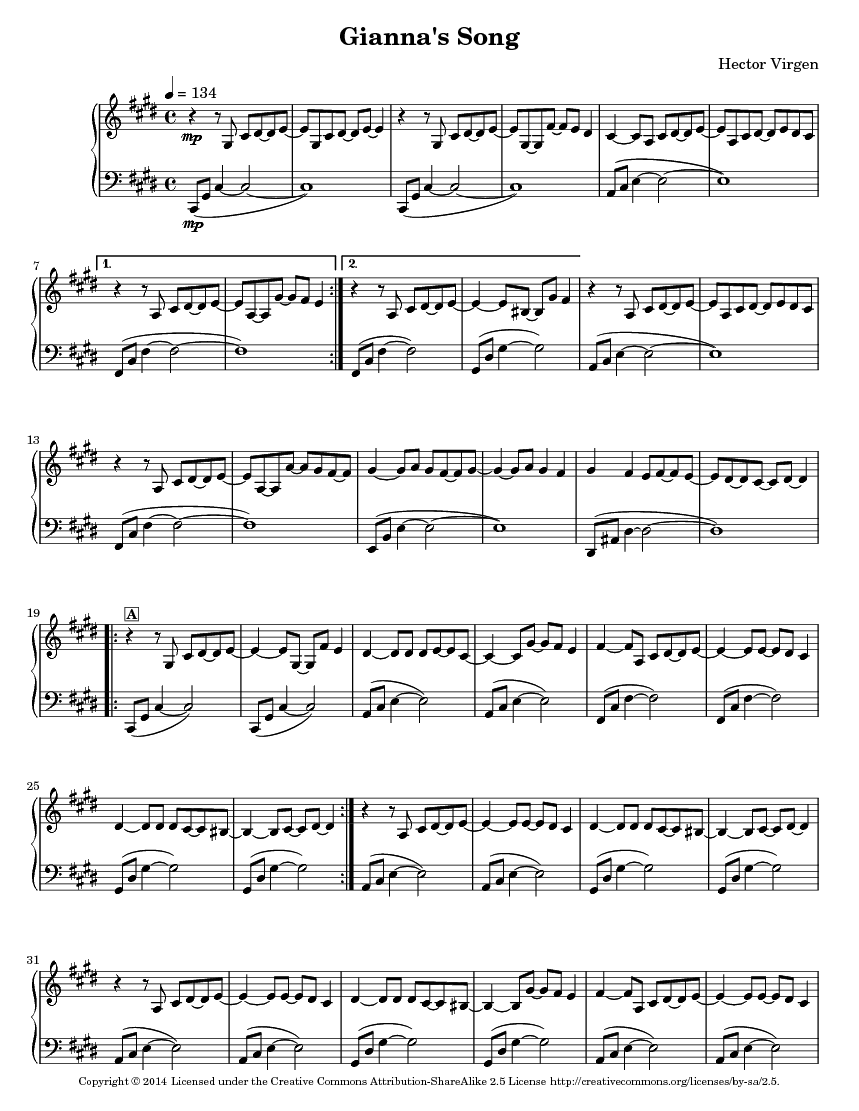 Gianna's Song
Hector Virgen
= 134
mp
mp
7
1.
2.
13
19
A
25
31
Copyright © 2014 Licensed under the Creative Commons Attribution-ShareAlike 2.5 License http://creativecommons.org/licenses/by-sa/2.5.